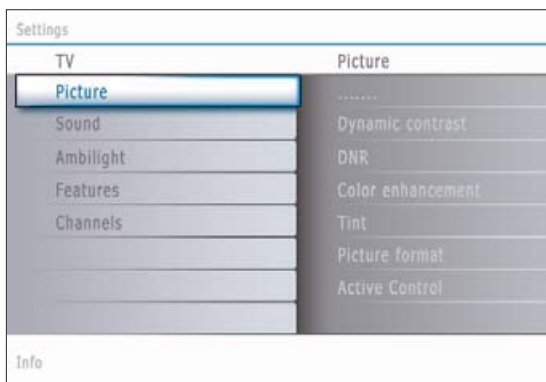 Settings
TV
Picture
Sound
Ambilight
Features
Channels
Picture
.......
Dynamic contrast
DNR
Color enhancement
Tint
Picture format
Active Control
Info